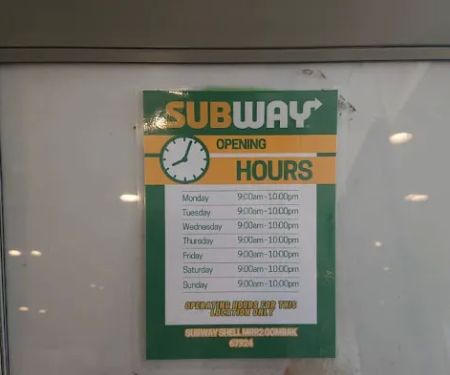 SUBWAY
OPENING
HOURS
Monday 9:00am-10:00pm
Tuesday 9:00am-10:00pm
Wednesday 9:00am-10:00pm
Thursday 9:00am-10:00pm
Friday 9:00am-10:00pm
Saturday 9:00am-10:00pm
Sunday 9:00am-10:00pm
OPERATING HOURS FOR THIS
LOCATION ONLY
SUBWAY SHELL MRR2 GOMBAK
67324